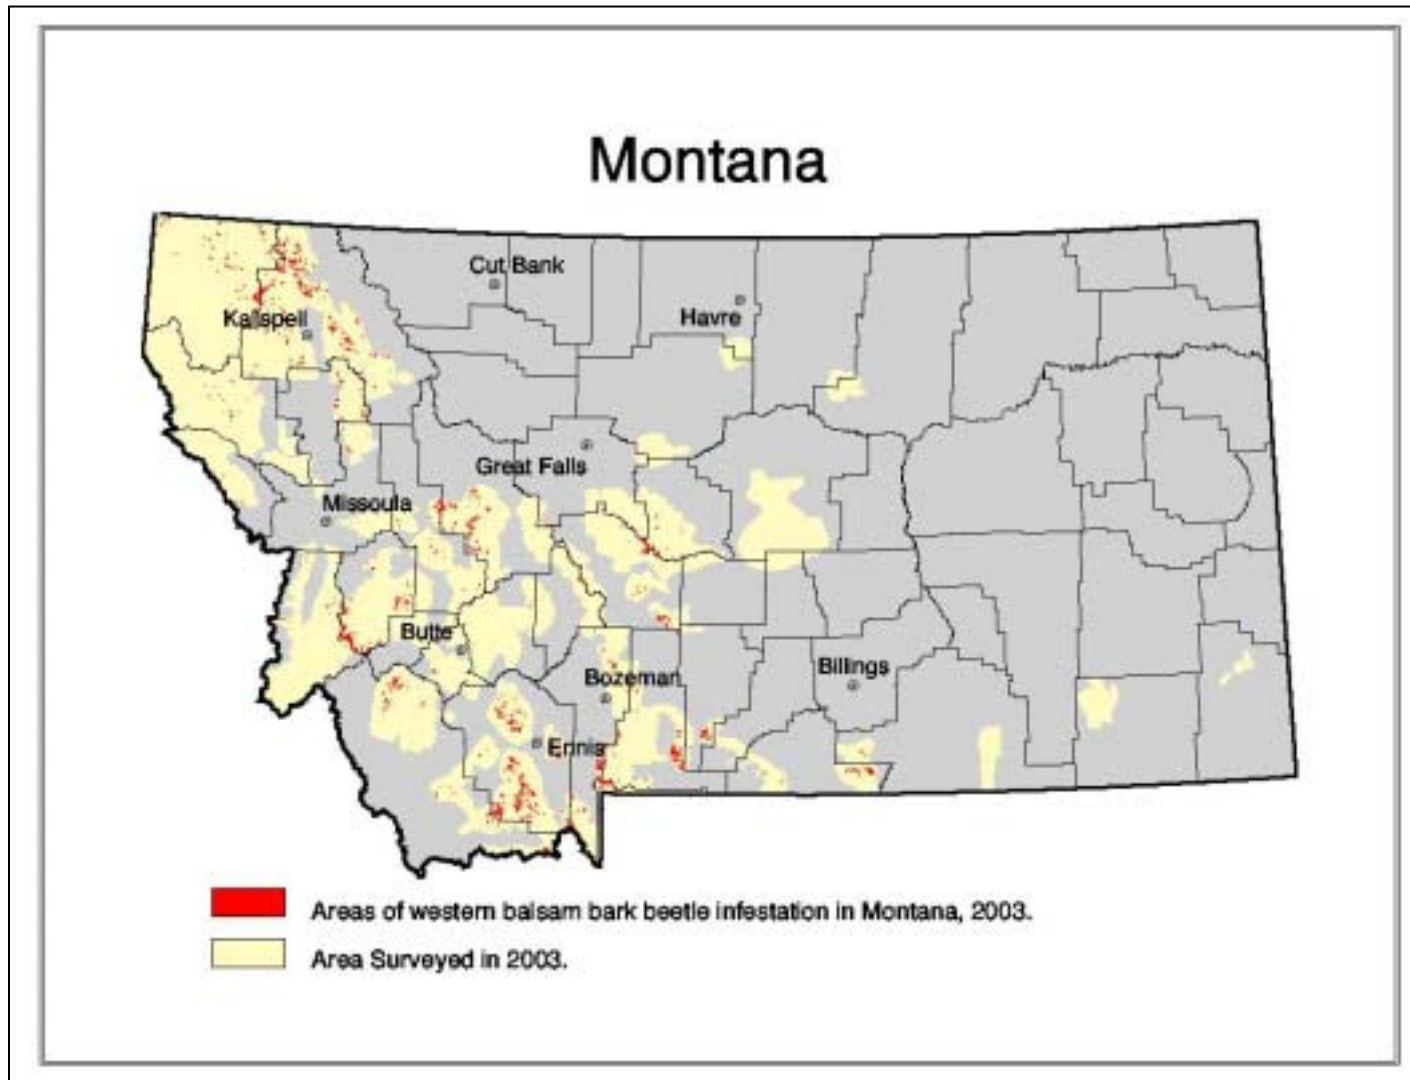 Montana
Cut Bank
Kalispell
Havre
Great Falls
Missoula
Butte
Bozeman
Billings
Ennis
Areas of western balsam bark beetle infestation in Montana, 2003.
Area Surveyed in 2003.